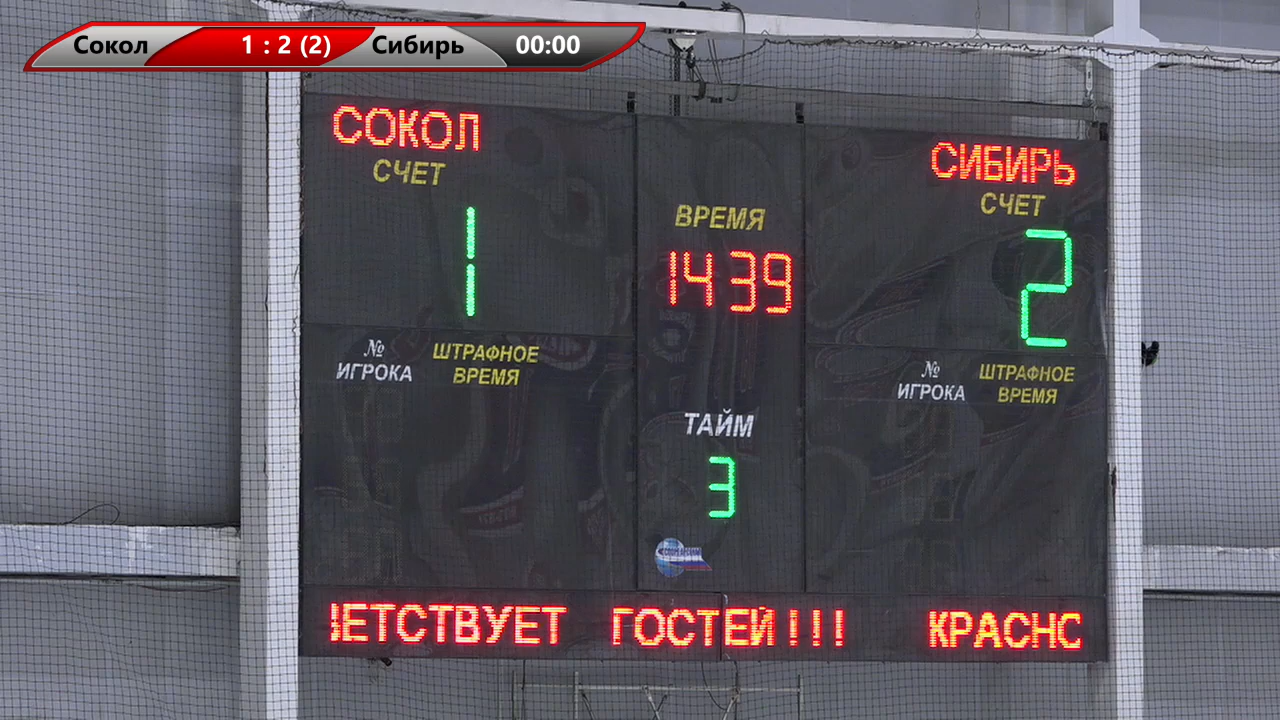 Сокол 1 : 2 (2) Сибирь 00:00
СОКОЛ
СЧЕТ
1
ВРЕМЯ
14 39
СИБИРЬ
СЧЕТ
2
№
ИГРОКА
ШТРАФНОЕ
ВРЕМЯ
ТАЙМ
3
№
ИГРОКА
ШТРАФНОЕ
ВРЕМЯ
ЕТСТВУЕТ ГОСТЕЙ!!! КРАСНО